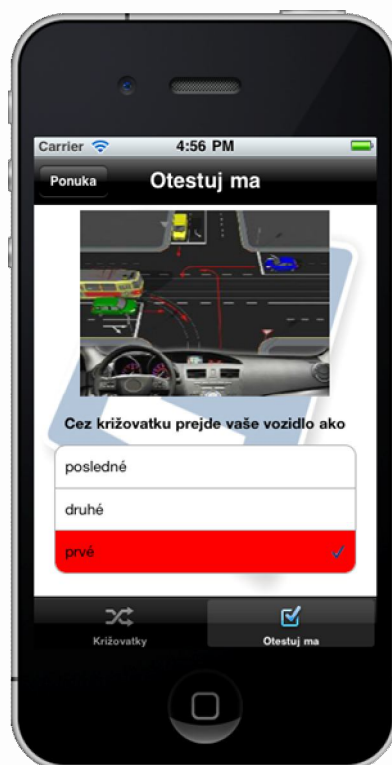 Carrier 4:56 PM
Ponuka Otestuj ma
Cez križovatku prejde vaše vozidlo ako
posledné
druhé
prvé
Križovatky Otestuj ma